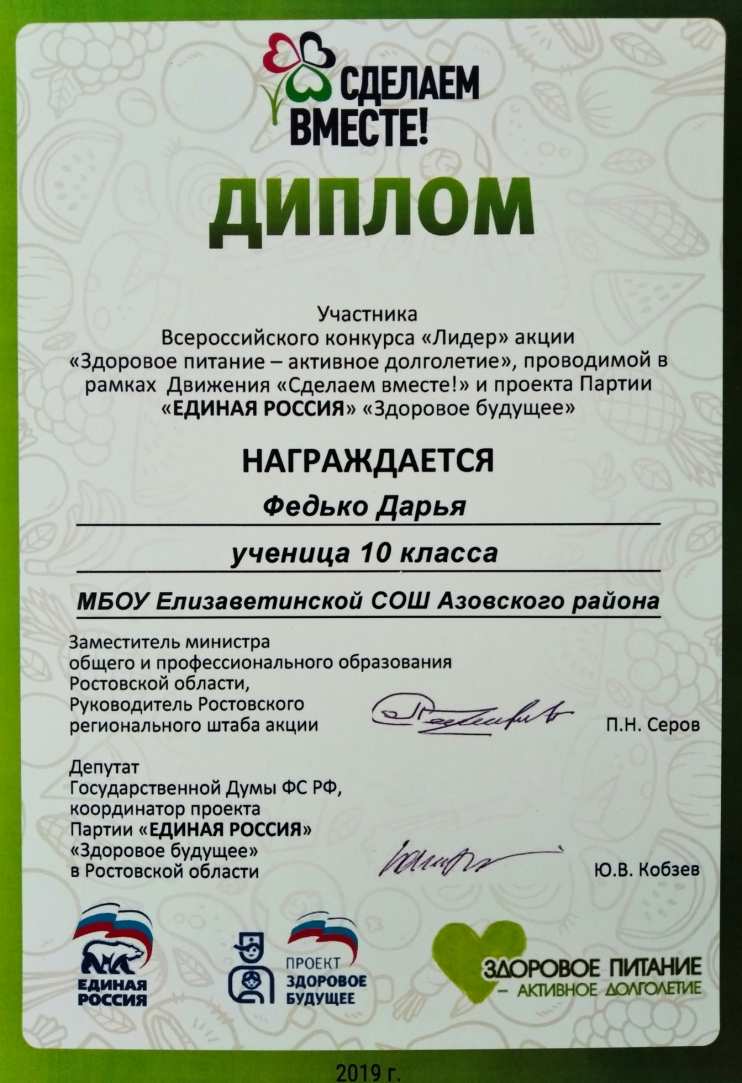 СДЕЛАЕМ
ВМЕСТЕ!
ДИПЛОМ
Участника
Всероссийского конкурса «Лидер» акции
«Здоровое питание – активное долголетие», проводимой в
рамках Движения «Сделаем вместе!» и проекта Партии
«ЕДИНАЯ РОССИЯ» «Здоровое будущее»
НАГРАЖДАЕТСЯ
Федько Дарья
ученица 10 класса
МБОУ Елизаветинской СОШ Азовского района
Заместитель министра
общего и профессионального образования
Ростовской области,
Руководитель Ростовского
регионального штаба акции
П.Н. Серов
Депутат
Государственной Думы ФС РФ,
координатор проекта
Партии «ЕДИНАЯ РОССИЯ»
«Здоровое будущее»
в Ростовской области
Ю.В. Кобзев
ЕДИНАЯ
РОССИЯ
ПРОЕКТ
ЗДОРОВОЕ
БУДУЩЕЕ
ЗДОРОВОЕ ПИТАНИЕ
– АКТИВНОЕ ДОЛГОЛЕТИЕ
2019 г.